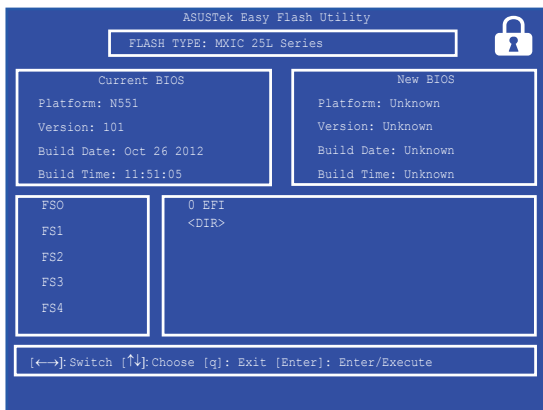 ASUSTek Easy Flash Utility
FLASH TYPE: MXIC 25L Series
Current BIOS
Platform: N551
Version: 101
Build Date: Oct 26 2012
Build Time: 11:51:05
New BIOS
Platform: Unknown
Version: Unknown
Build Date: Unknown
Build Time: Unknown
FSO
FS1
FS2
FS3
FS4
0 EFI
<DIR>
[←→]: Switch [↑↓]: Choose [q]: Exit [Enter]: Enter/Execute